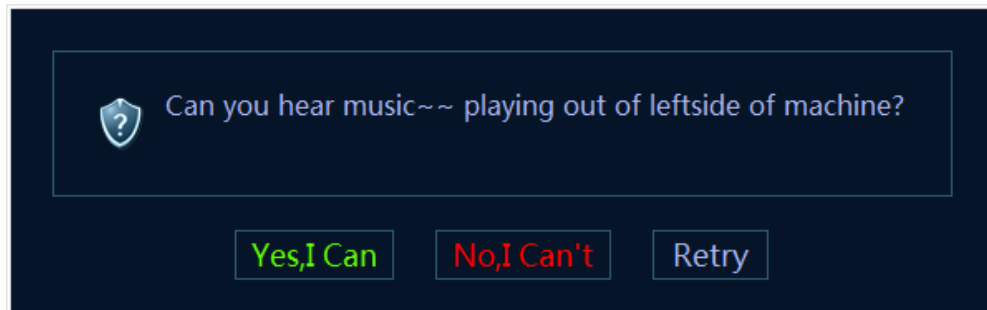 Can you hear music~~ playing out of leftside of machine?
Yes,I Can
No,I Can't
Retry